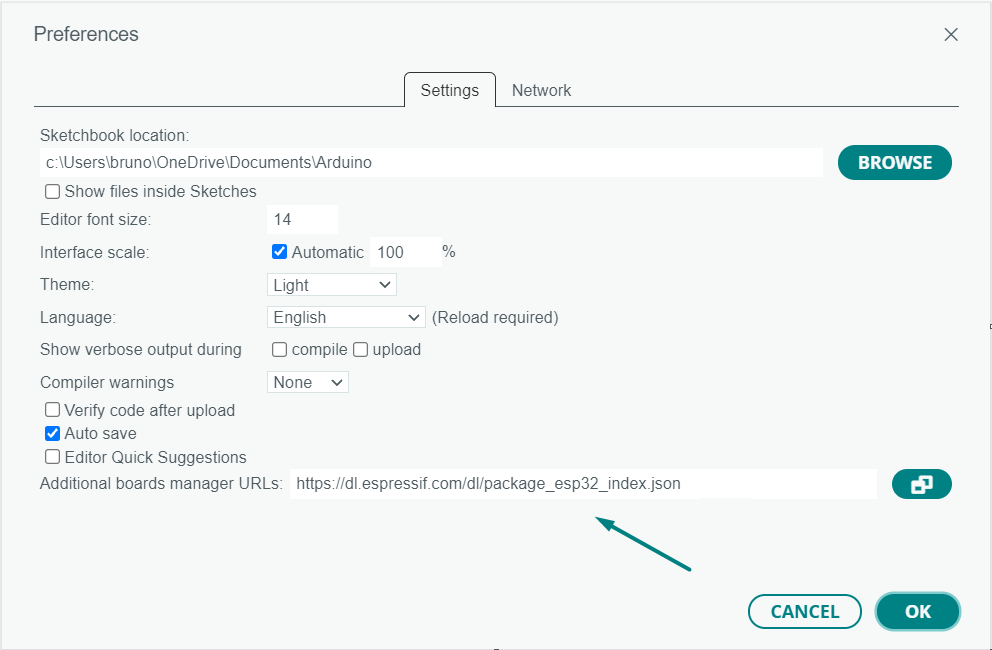 Preferences
Settings Network
Sketchbook location:
c:\Users\bruno\OneDrive\Documents\Arduino
BROWSE
Show files inside Sketches
Editor font size: 14
Interface scale: Automatic 100 %
Theme: Light
Language: English (Reload required)
Show verbose output during compile upload
Compiler warnings None
Verify code after upload
Auto save
Editor Quick Suggestions
Additional boards manager URLs: https://dl.espressif.com/dl/package_esp32_index.json
CANCEL OK